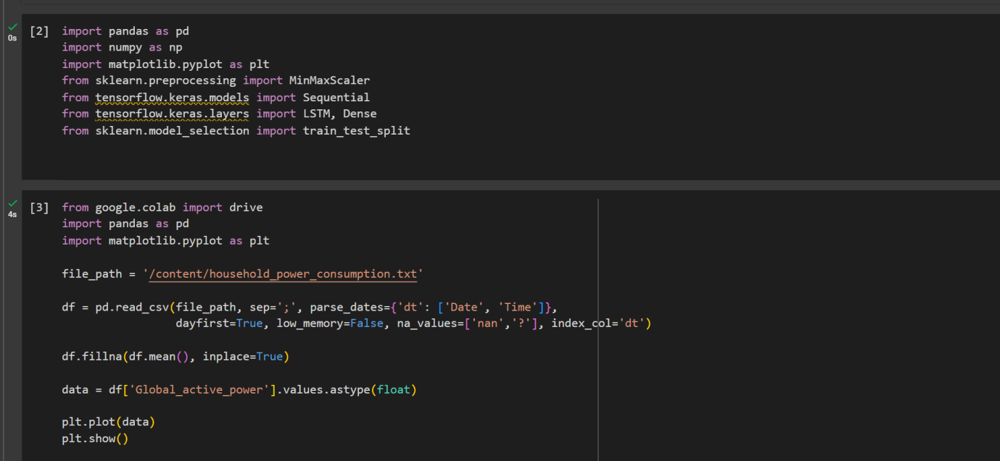 [2] import pandas as pd
0s
import numpy as np
import matplotlib.pyplot as plt
from sklearn.preprocessing import MinMaxScaler
from tensorflow.keras.models import Sequential
from tensorflow.keras.layers import LSTM, Dense
from sklearn.model_selection import train_test_split
[3] from google.colab import drive
4s
import pandas as pd
import matplotlib.pyplot as plt
file_path = '/content/household_power_consumption.txt'
df = pd.read_csv(file_path, sep=';', parse_dates={'dt': ['Date', 'Time']},
dayfirst=True, low_memory=False, na_values=['nan','?'], index_col='dt')
df.fillna(df.mean(), inplace=True)
data = df['Global_active_power'].values.astype(float)
plt.plot(data)
plt.show()